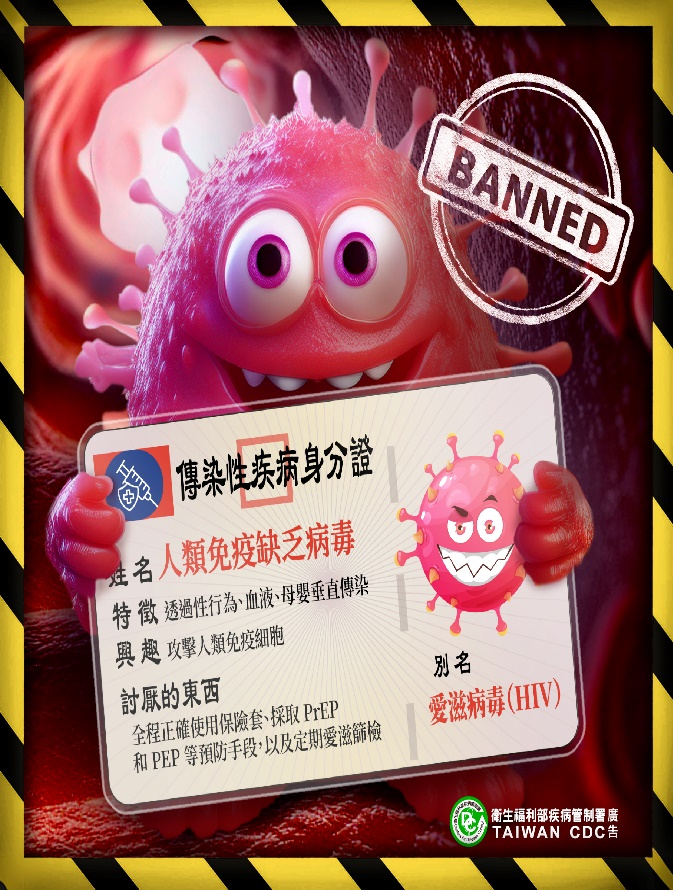 BANNED
傳染性疾病身分證
姓名 人類免疫缺乏病毒
特徵 透過性行為、血液、母嬰垂直傳染
興趣 攻擊人類免疫細胞
討厭的東西
全程正確使用保險套、採取 PrEP
和 PEP 等預防手段,以及定期愛滋篩檢
別名
愛滋病毒(HIV)
衛生福利部疾病管制署廣告
TAIWAN CDC